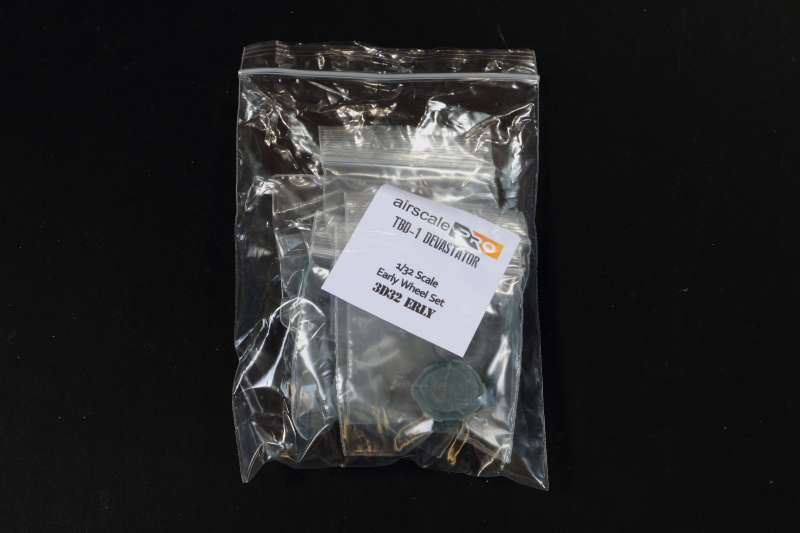 airscale PRO
TBD-1 DEVASTATOR
1/32 Scale
Early Wheel Set
3D32 ERLY